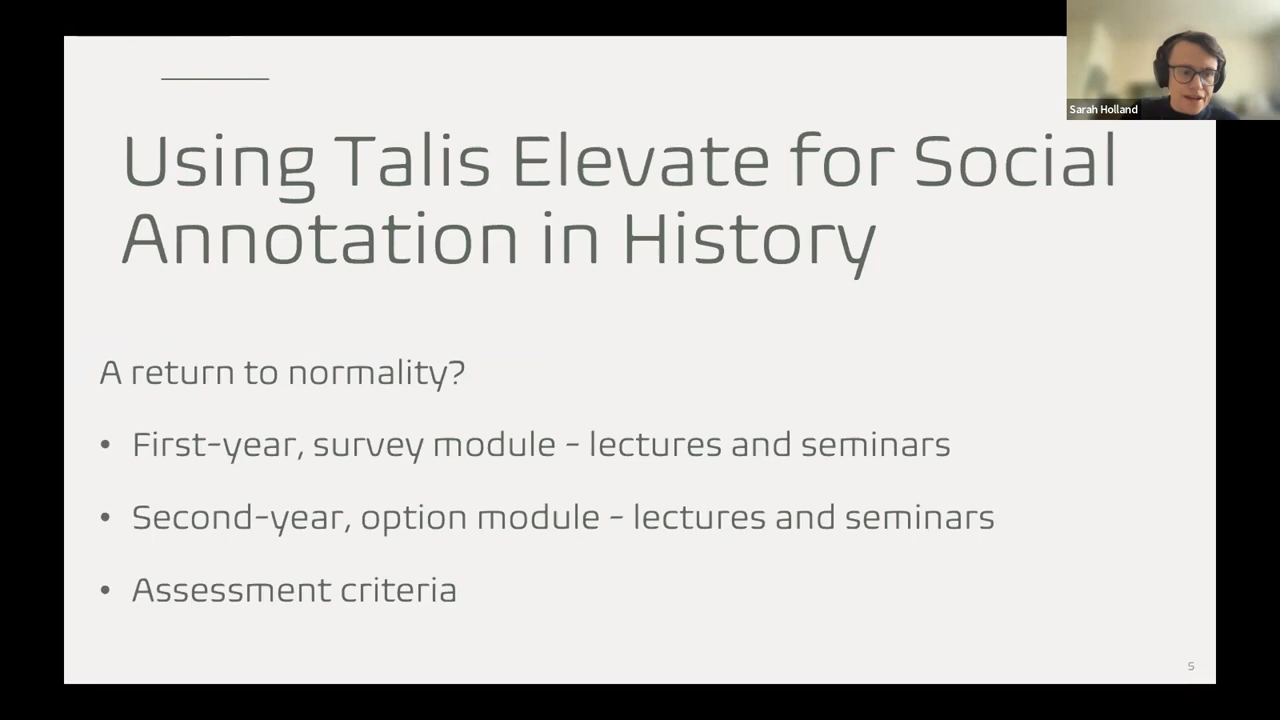 Sarah Holland
Using Talis Elevate for Social
Annotation in History
A return to normality?
• First-year, survey module - lectures and seminars
• Second-year, option module - lectures and seminars
• Assessment criteria
5